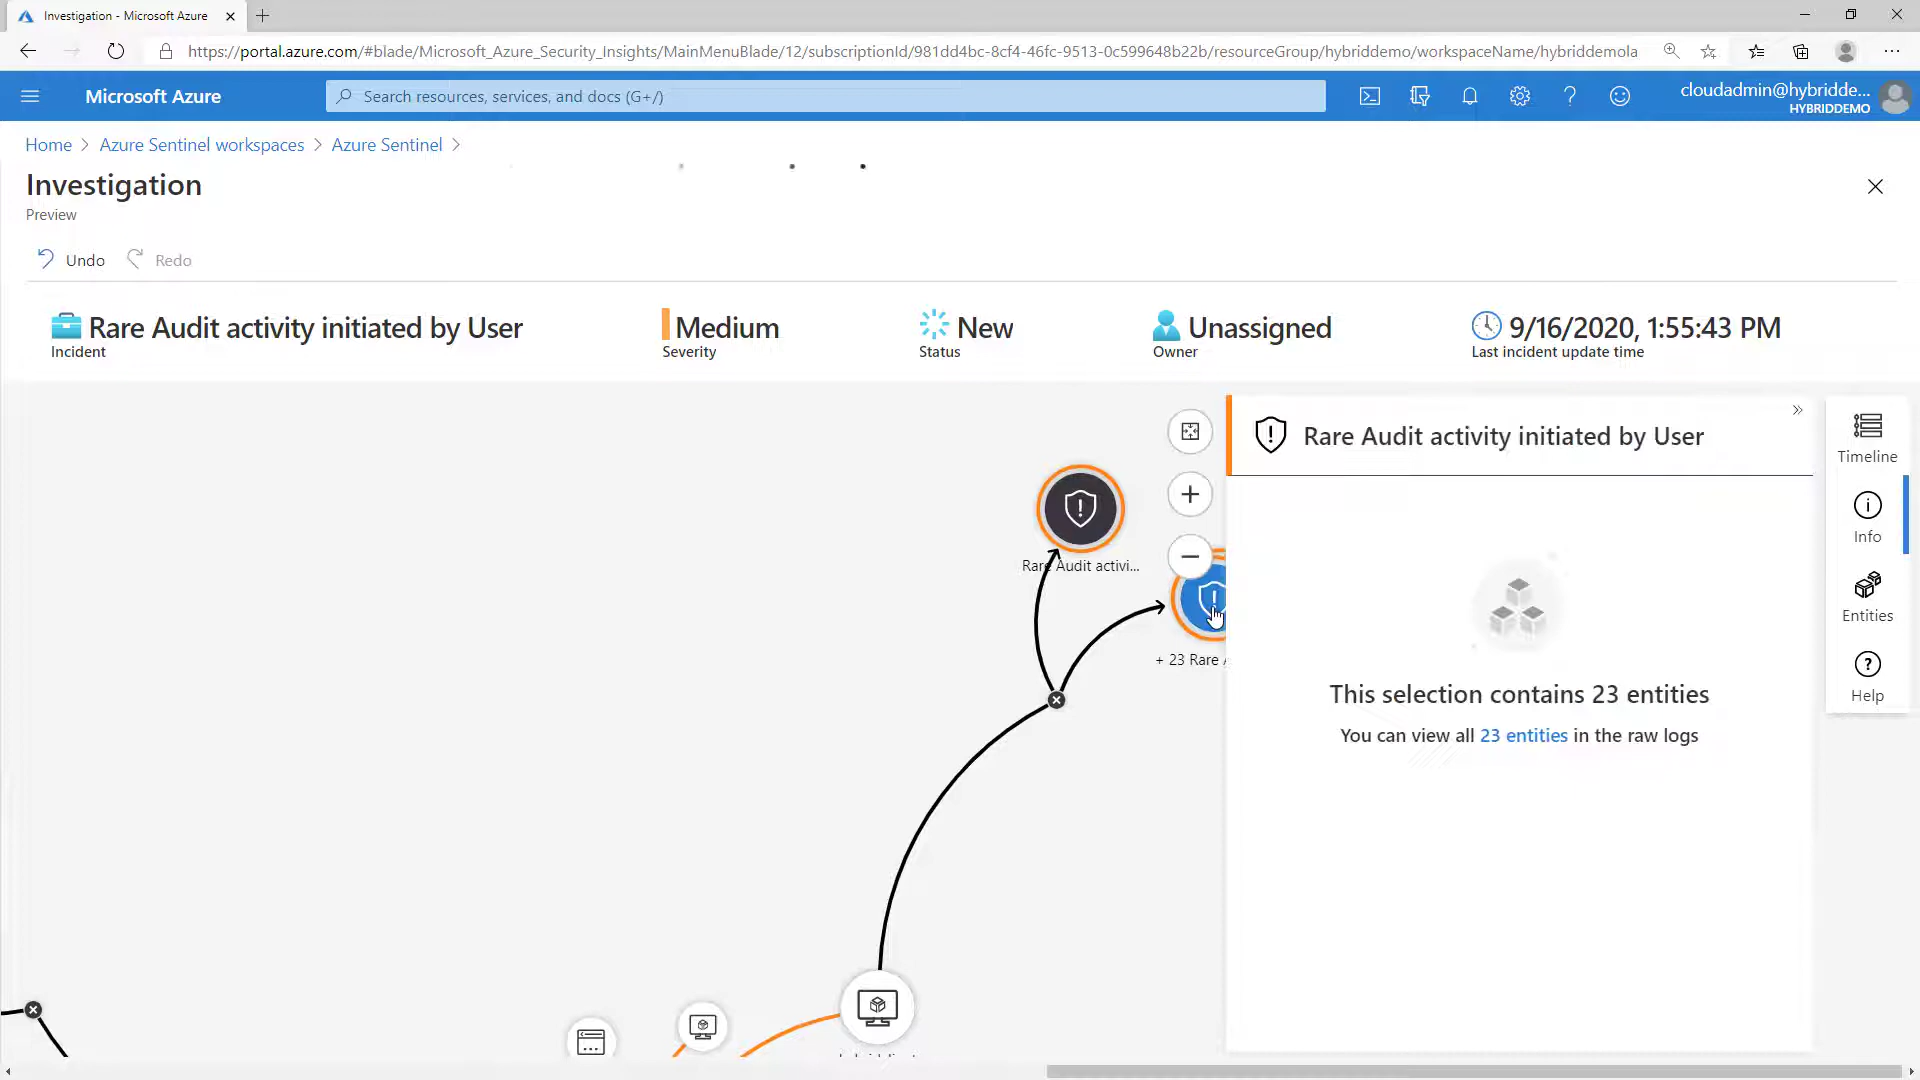 Investigation - Microsoft Azure
https://portal.azure.com/#blade/Microsoft_Azure_Security_Insights/MainMenuBlade/12/subscriptionId/981dd4bc-8cf4-46fc-9513-0c599648b22b/resourceGroup/hybriddemo/workspaceName/hybriddemola
Microsoft Azure
Search resources, services, and docs (G+/)
cloudadmin@hybridde...
HYBRIDDEMO
Home > Azure Sentinel workspaces > Azure Sentinel >
Investigation
Preview
Undo
Redo
Rare Audit activity initiated by User
Incident
Medium
Severity
New
Status
Unassigned
Owner
9/16/2020, 1:55:43 PM
Last incident update time
Rare Audit activi...
+ 23 Rare
Rare Audit activity initiated by User
This selection contains 23 entities
You can view all 23 entities in the raw logs
Timeline
Info
Entities
Help